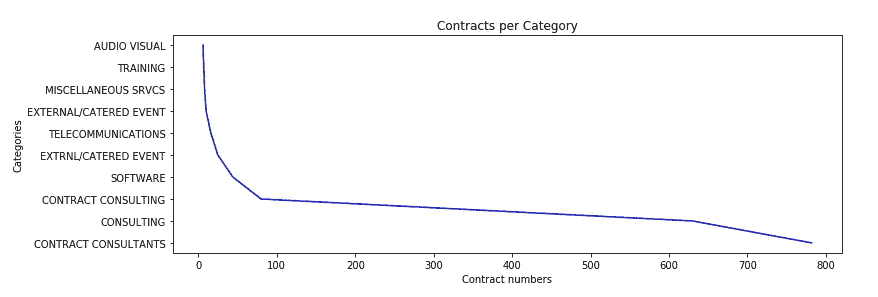 Contracts per Category
AUDIO VISUAL
TRAINING
MISCELLANEOUS SRVCS
EXTERNAL/CATERED EVENT
TELECOMMUNICATIONS
EXTRNL/CATERED EVENT
SOFTWARE
CONTRACT CONSULTING
CONSULTING
CONTRACT CONSULTANTS
Categories
0 100 200 300 400 500 600 700 800
Contract numbers